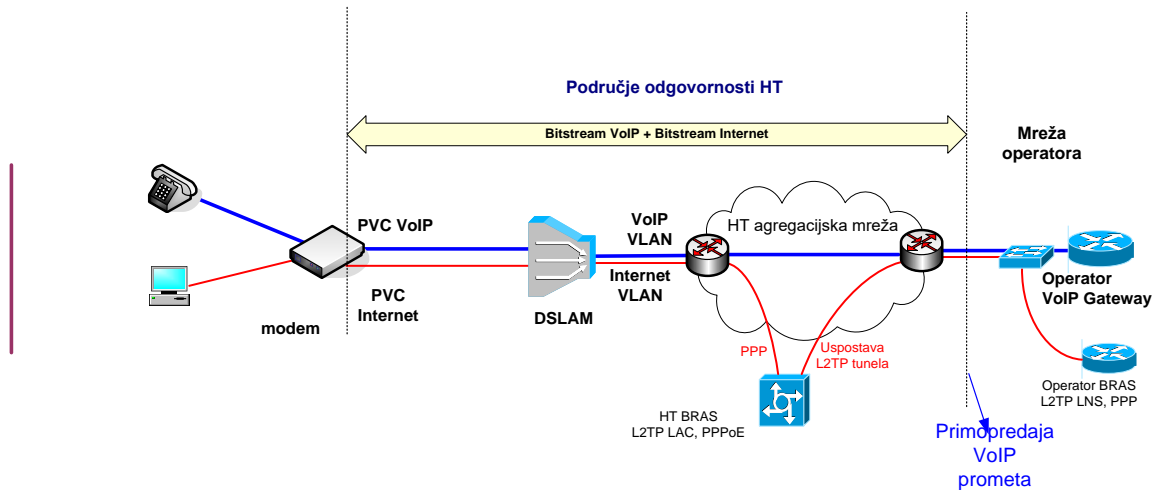 Područje odgovornosti HT
Bitstream VoIP + Bitstream Internet
Mreža
operatora
PVC VoIP
VoIP
VLAN
HT agregacijska mreža
PVC
Internet
Internet
VLAN
modem
DSLAM
Operator
VoIP Gateway
PPP
Uspostava
L2TP tunela
HT BRAS
L2TP LAC, PPPoE
Operator BRAS
L2TP LNS, PPP
Primopredaja
VoIP
prometa